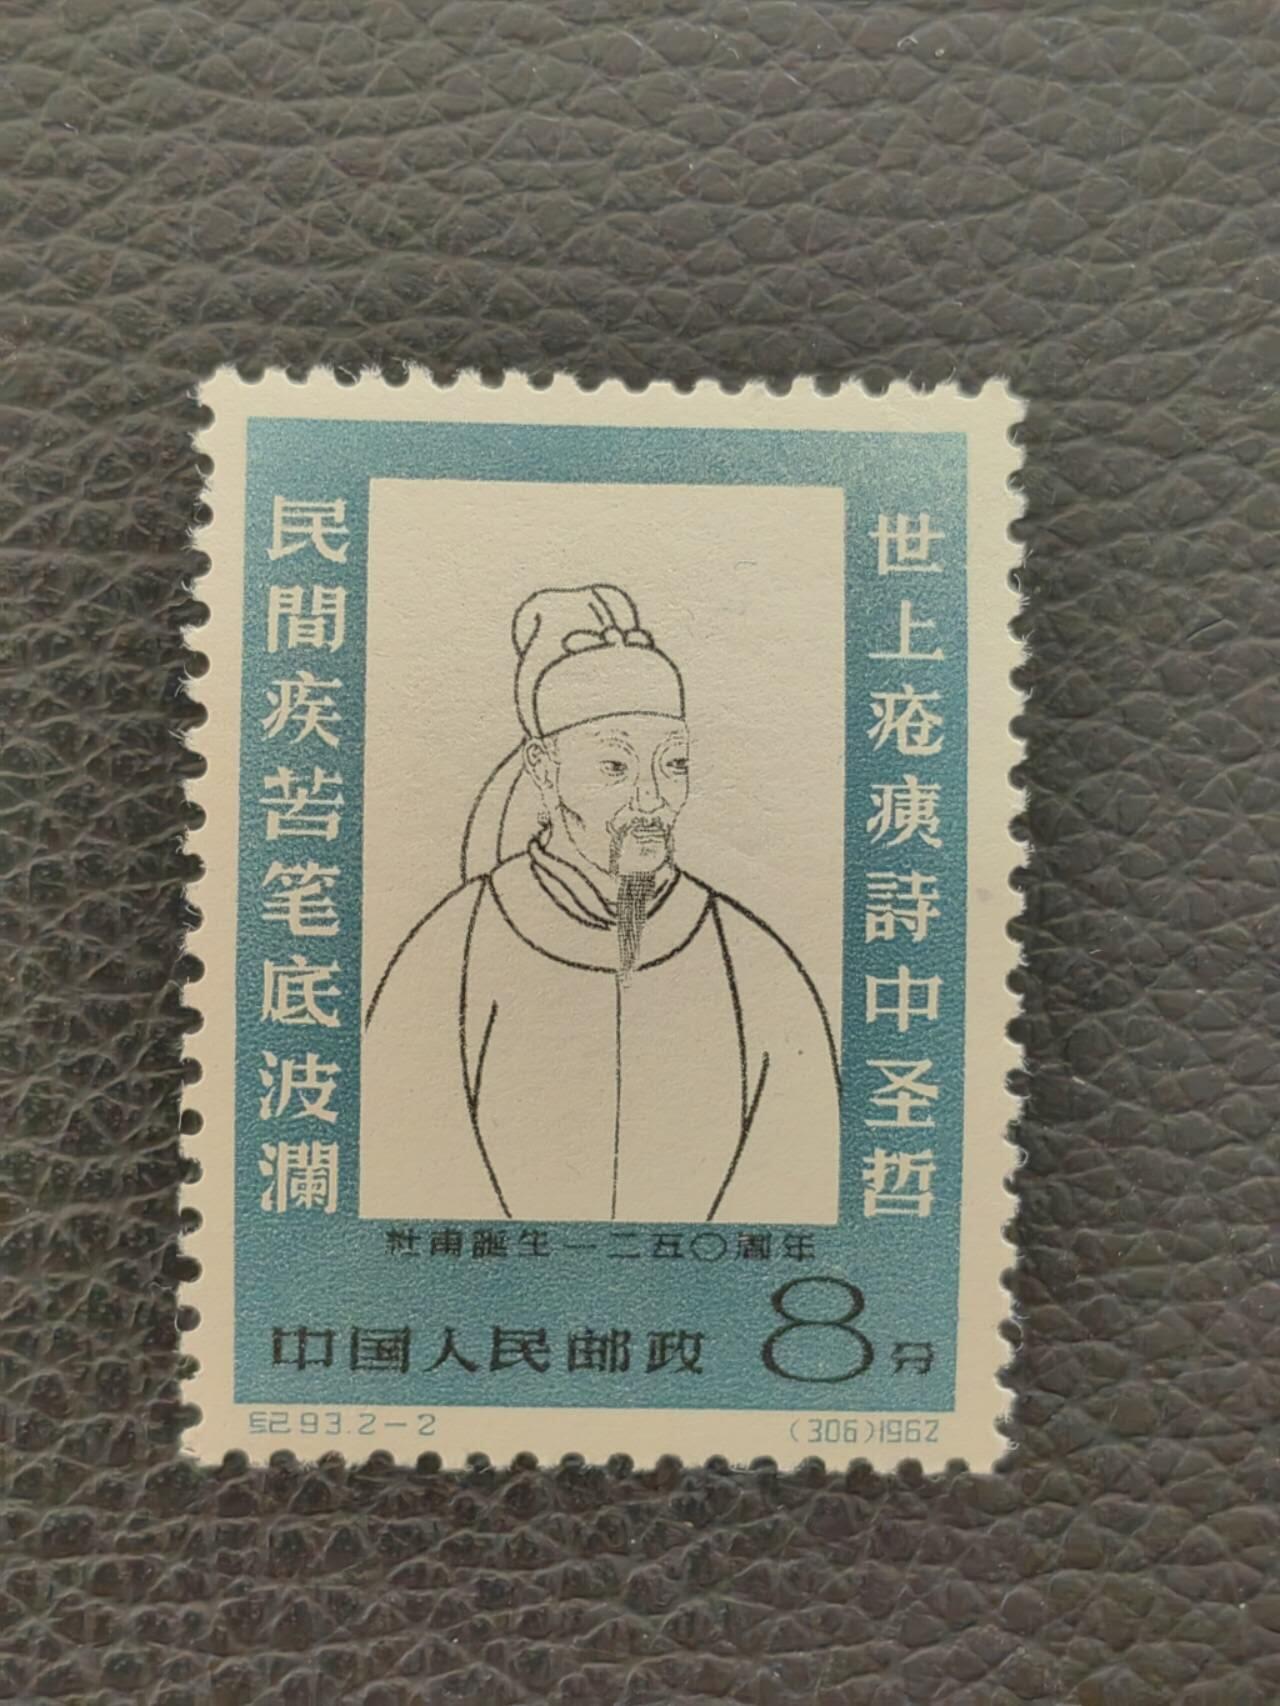 世上疮痍詩中圣哲
民間疾苦笔底波瀾
杜甫誕生一二五〇周年
中国人民邮政 8分
纪93.2-2 (306)1962